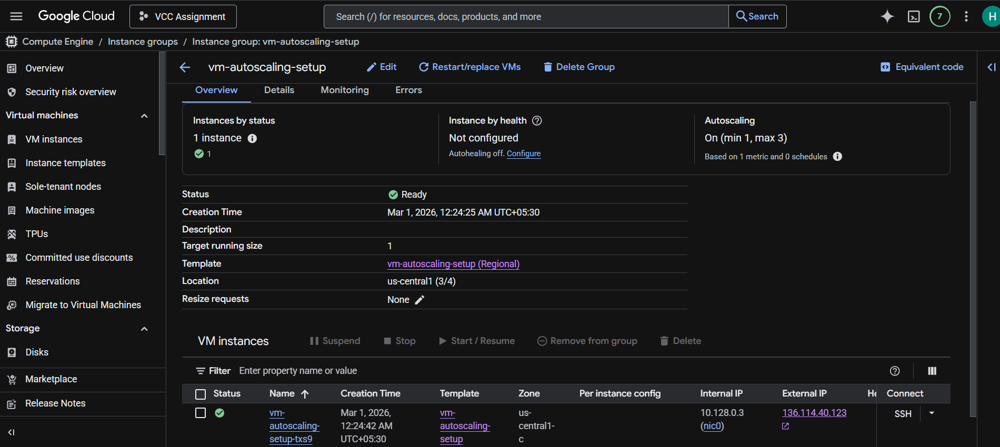 Google Cloud
VCC Assignment
Search (/) for resources, docs, products, and more
Search
7
H
Compute Engine / Instance groups / Instance group: vm-autoscaling-setup
Overview
Security risk overview
Virtual machines
VM instances
Instance templates
Sole-tenant nodes
Machine images
TPUs
Committed use discounts
Reservations
Migrate to Virtual Machines
Storage
Disks
Marketplace
Release Notes
vm-autoscaling-setup
Edit
Restart/replace VMs
Delete Group
Equivalent code
Overview
Details
Monitoring
Errors
Instances by status
1 instance
1
Instance by health
Not configured
Autohealing off. Configure
Autoscaling
On (min 1, max 3)
Based on 1 metric and 0 schedules
Status Ready
Creation Time Mar 1, 2026, 12:24:25 AM UTC+05:30
Description
Target running size 1
Template vm-autoscaling-setup (Regional)
Location us-central1 (3/4)
Resize requests None
VM instances
Suspend
Stop
Start / Resume
Remove from group
Delete
Filter Enter property name or value
Status Name Creation Time Template Zone Per instance config Internal IP External IP Connect
vm- Mar 1, 2026, vm- us- 10.128.0.3 136.114.40.123 SSH
autoscaling- 12:24:42 AM autoscaling- central1- (nic0)
setup-txs9 UTC+05:30 setup c